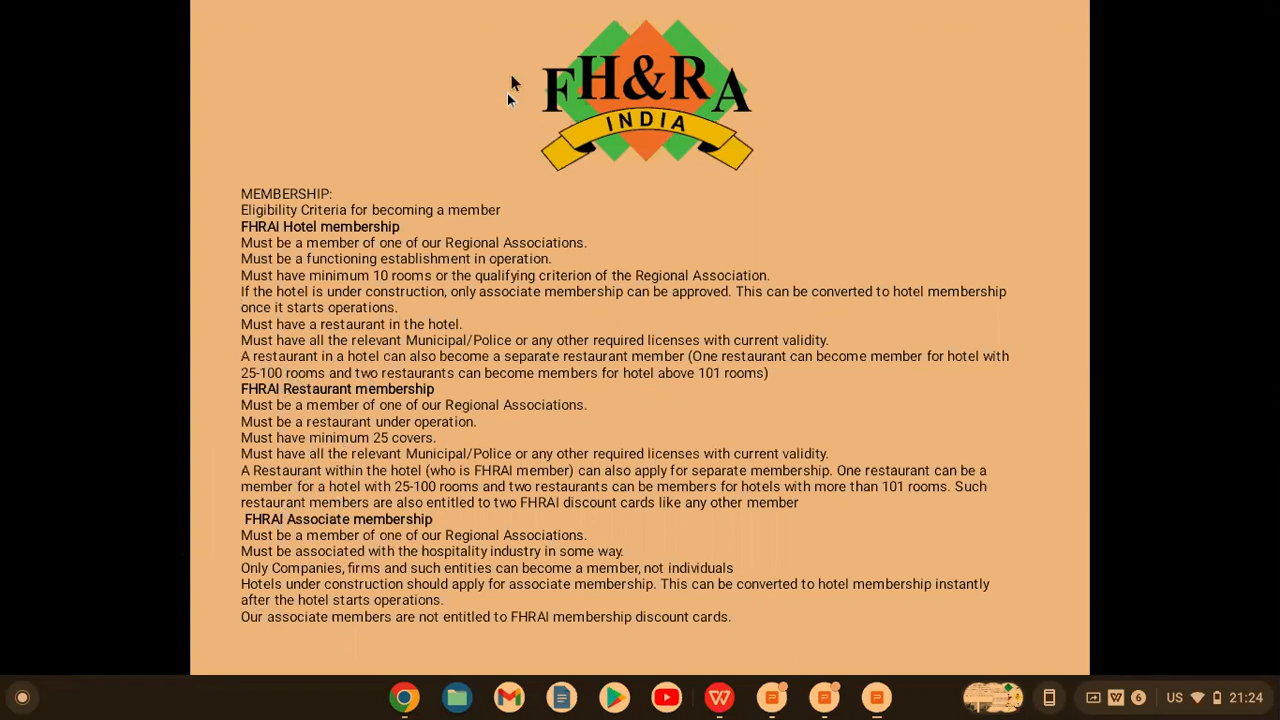 FH&RA
INDIA
MEMBERSHIP:
Eligibility Criteria for becoming a member
FHRAI Hotel membership
Must be a member of one of our Regional Associations.
Must be a functioning establishment in operation.
Must have minimum 10 rooms or the qualifying criterion of the Regional Association.
If the hotel is under construction, only associate membership can be approved. This can be converted to hotel membership
once it starts operations.
Must have a restaurant in the hotel.
Must have all the relevant Municipal/Police or any other required licenses with current validity.
A restaurant in a hotel can also become a separate restaurant member (One restaurant can become member for hotel with
25-100 rooms and two restaurants can become members for hotel above 101 rooms)
FHRAI Restaurant membership
Must be a member of one of our Regional Associations.
Must be a restaurant under operation.
Must have minimum 25 covers.
Must have all the relevant Municipal/Police or any other required licenses with current validity.
A Restaurant within the hotel (who is FHRAI member) can also apply for separate membership. One restaurant can be a
member for a hotel with 25-100 rooms and two restaurants can be members for hotels with more than 101 rooms. Such
restaurant members are also entitled to two FHRAI discount cards like any other member
FHRAI Associate membership
Must be a member of one of our Regional Associations.
Must be associated with the hospitality industry in some way.
Only Companies, firms and such entities can become a member, not individuals
Hotels under construction should apply for associate membership. This can be converted to hotel membership instantly
after the hotel starts operations.
Our associate members are not entitled to FHRAI membership discount cards.
6 US 21:24